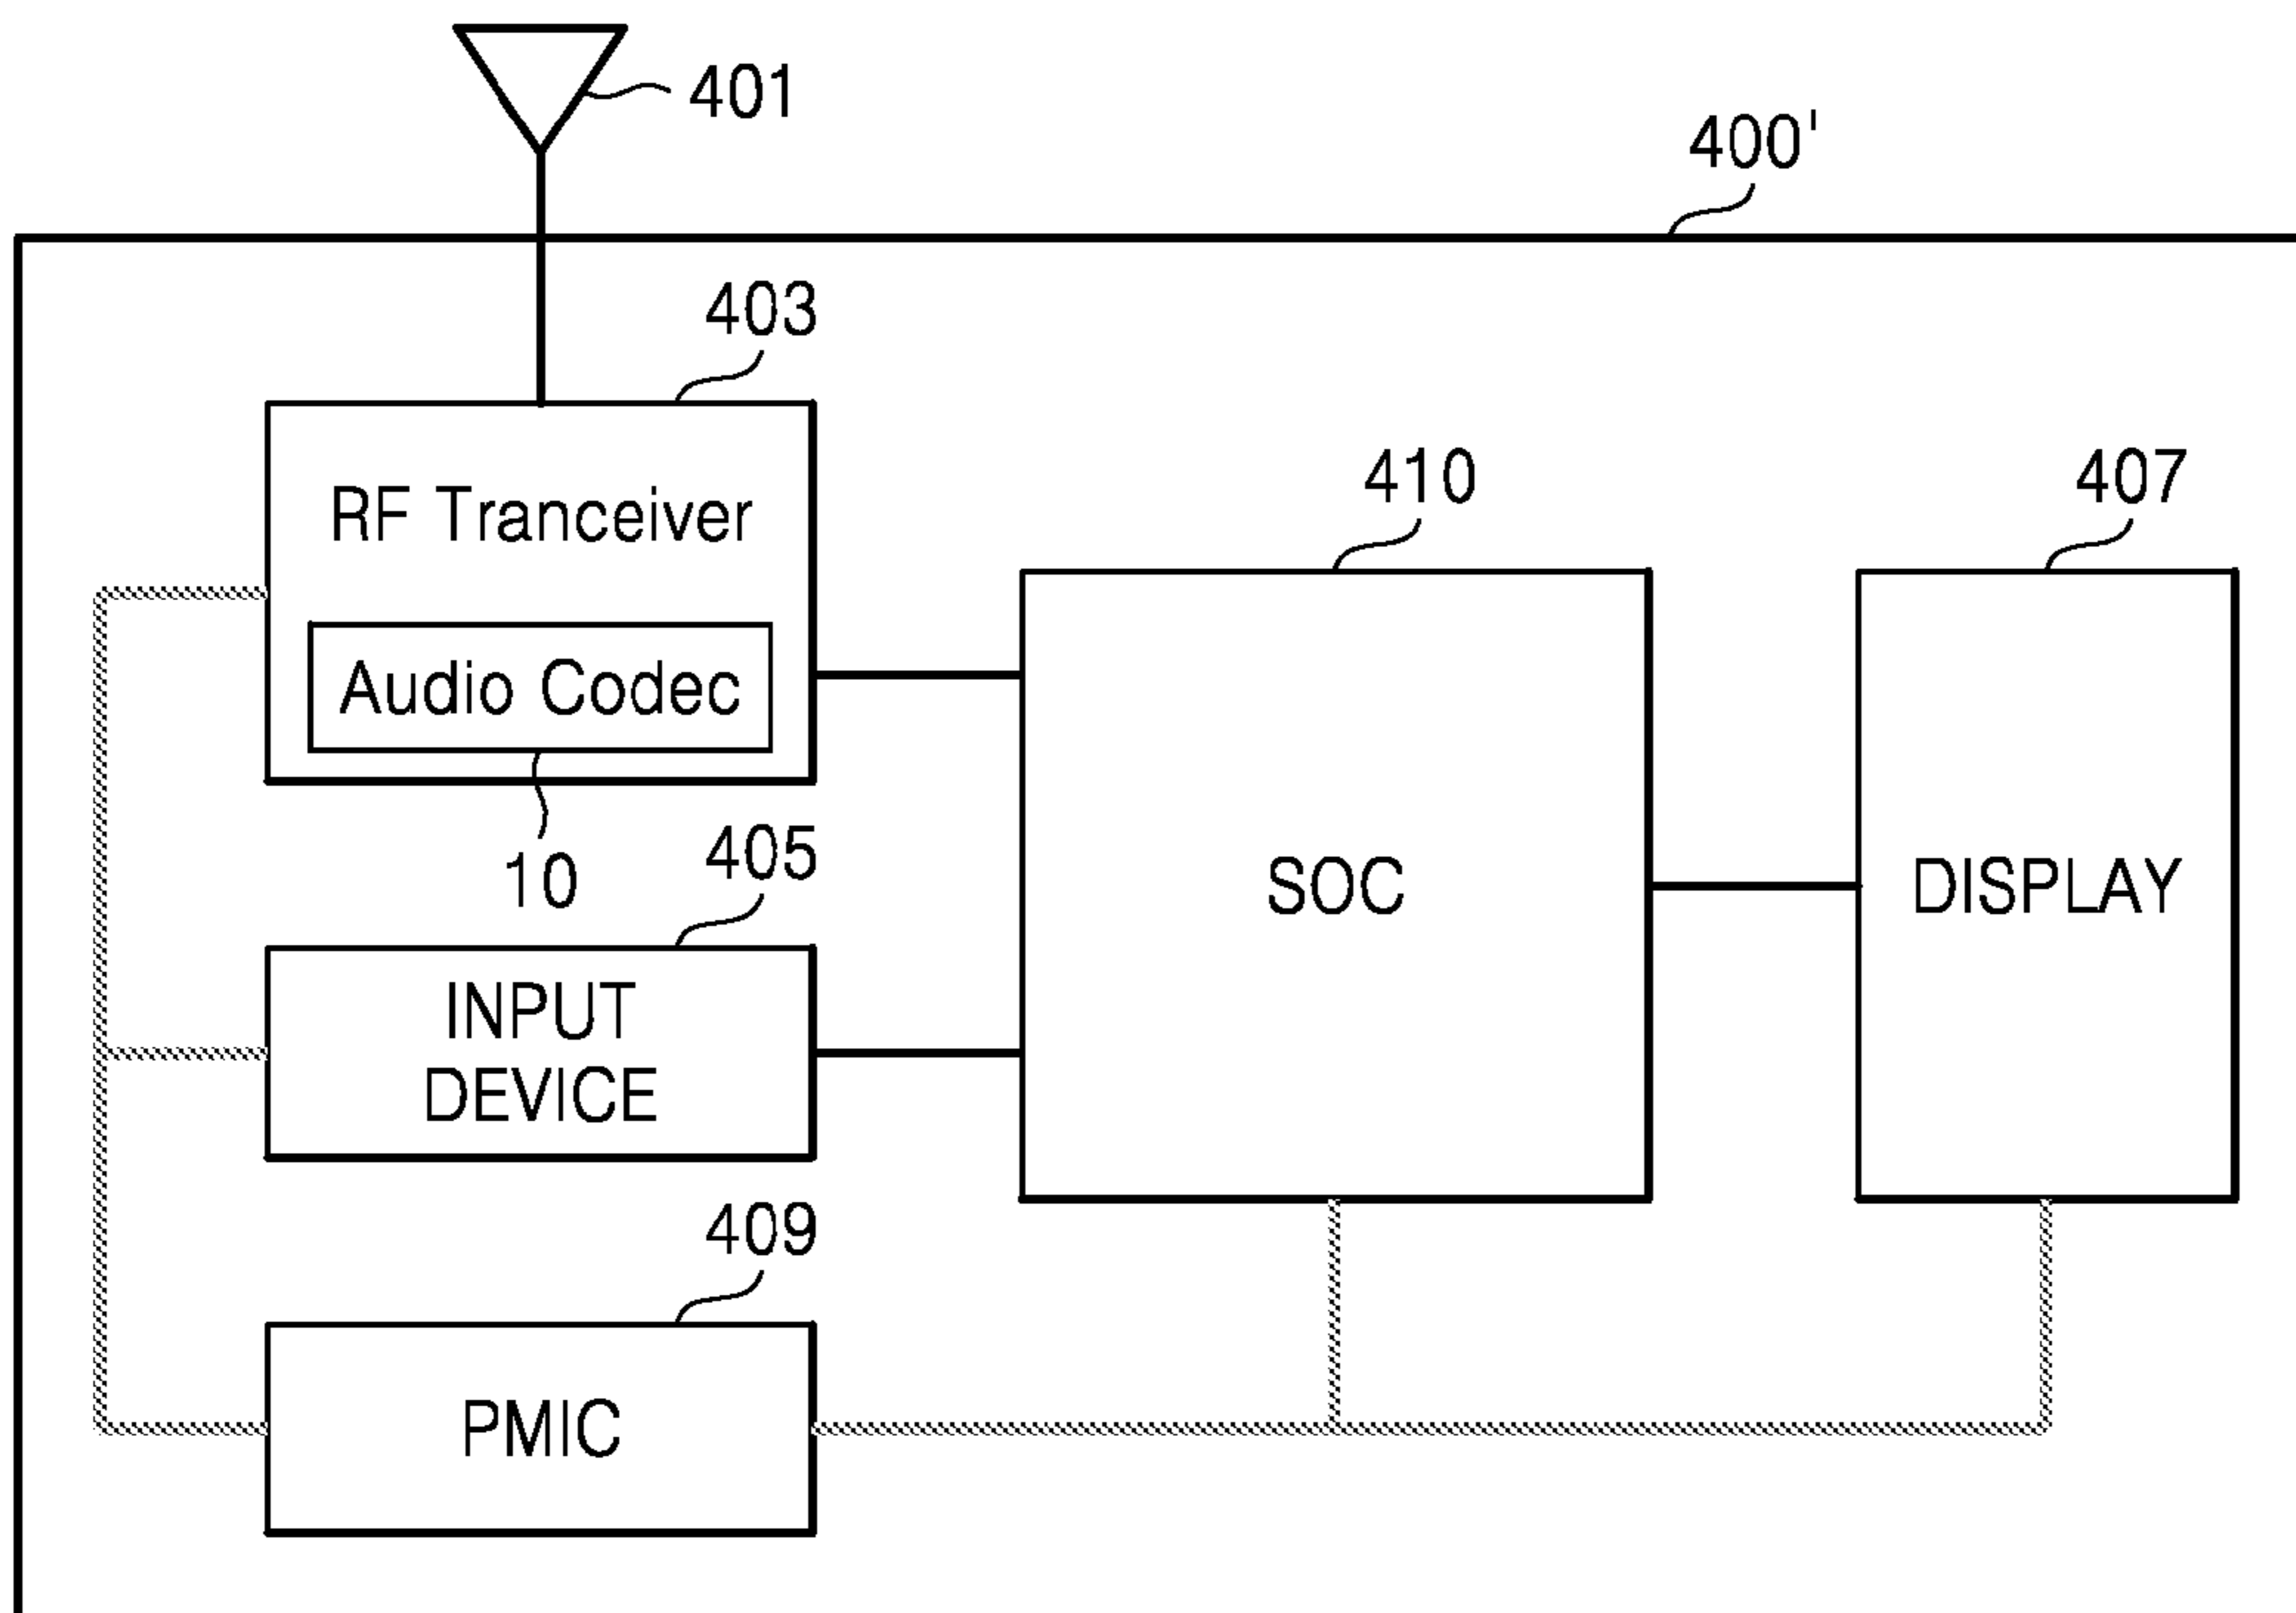 401
400'
403
RF Tranceiver
Audio Codec
10
410
SOC
407
DISPLAY
405
INPUT
DEVICE
409
PMIC